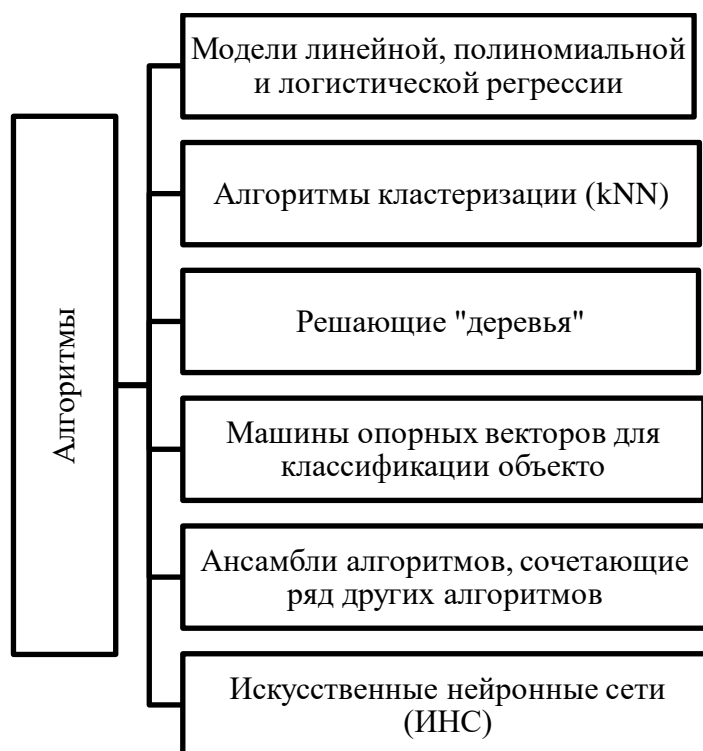 Алгоритмы
Модели линейной, полиномиальной
и логистической регрессии
Алгоритмы кластеризации (kNN)
Решающие "деревья"
Машины опорных векторов для
классификации объекто
Ансамбли алгоритмов, сочетающие
ряд других алгоритмов
Искусственные нейронные сети
(ИНС)